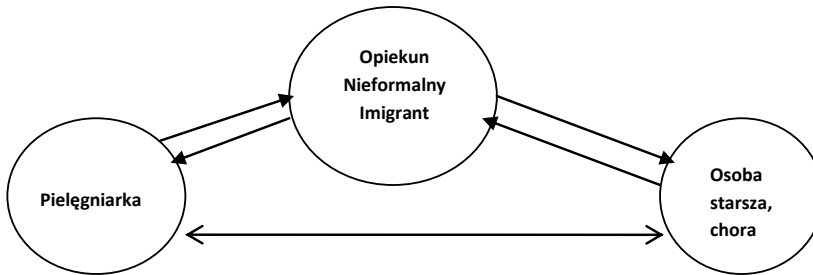 Opiekun
Nieformalny
Imigrant
Pielęgniarka
Osoba
starsza,
chora